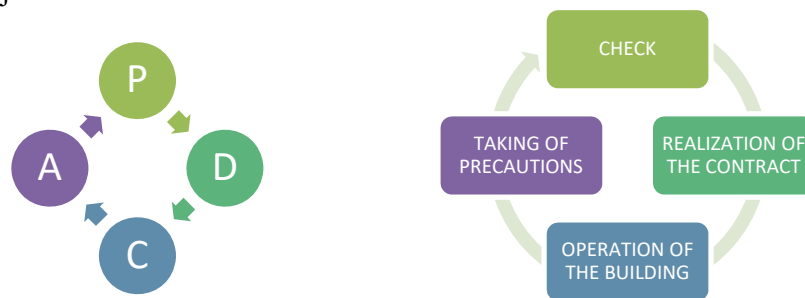 P
A
D
C
CHECK
TAKING OF
PRECAUTIONS
REALIZATION OF
THE CONTRACT
OPERATION OF
THE BUILDING